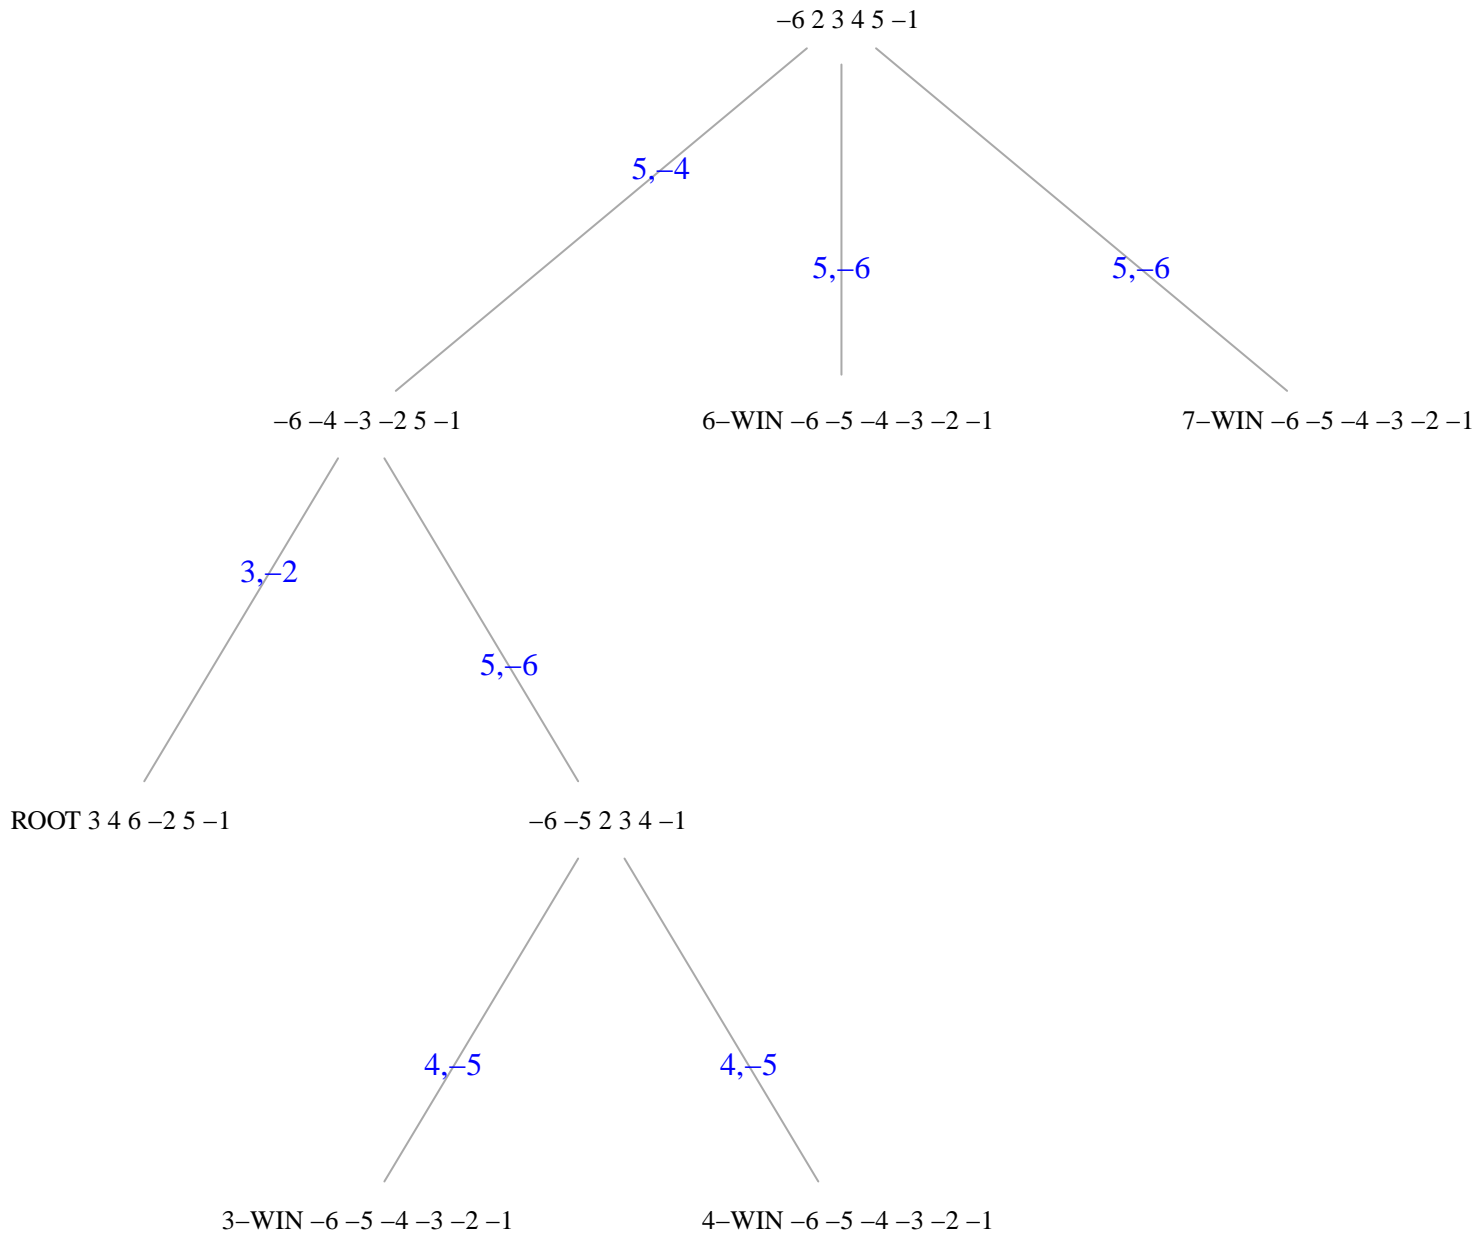 –6 2 3 4 5 –1
5,–4
5,–6
5,–6
–6 –4 –3 –2 5 –1
6–WIN –6 –5 –4 –3 –2 –1
7–WIN –6 –5 –4 –3 –2 –1
3,–2
5,–6
ROOT 3 4 6 –2 5 –1
–6 –5 2 3 4 –1
4,–5
4,–5
3–WIN –6 –5 –4 –3 –2 –1
4–WIN –6 –5 –4 –3 –2 –1